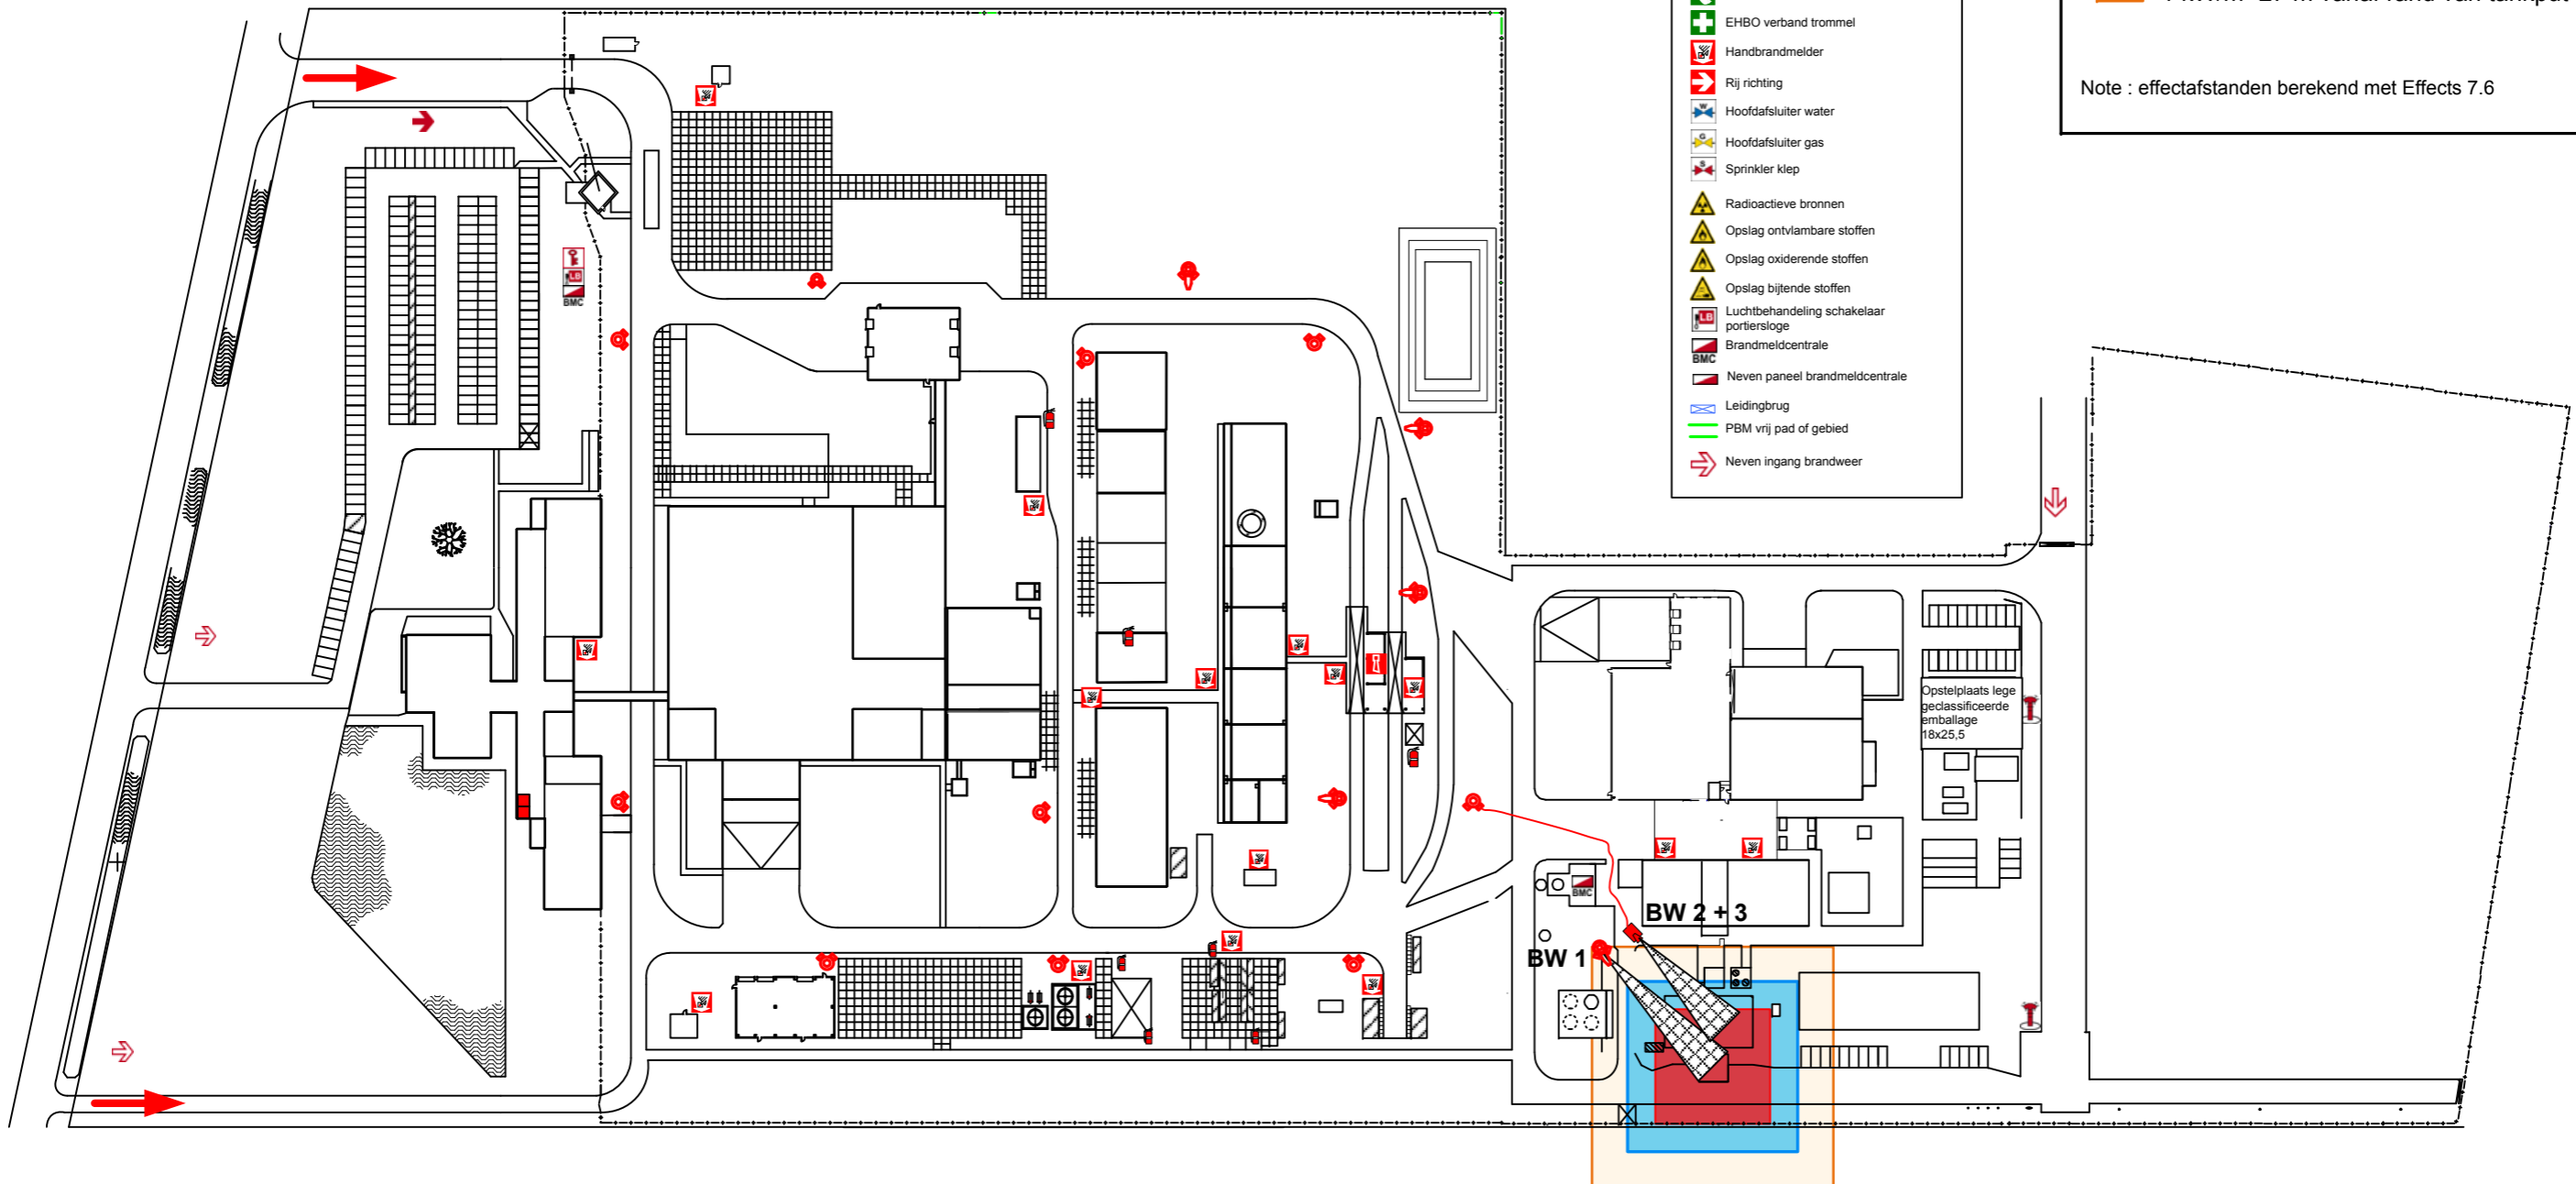 EHBO verband trommel
Handbrandmelder
Rij richting
W
Hoofdafsluiter water
G
Hoofdafsluiter gas
S
Sprinkler klep
Radioactieve bronnen
Opslag ontvlambare stoffen
Opslag oxiderende stoffen
Opslag bijtende stoffen
LB
Luchtbehandeling schakelaar
portiersloge
Brandmeldcentrale
BMC
Neven paneel brandmeldcentrale
Leidingbrug
PBM vrij pad of gebied
Neven ingang brandweer
Note : effectafstanden berekend met Effects 7.6
LB
BMC
Opstelplaats lege
geclassificeerde
emballage
18x25,5
BMC
BW 2 + 3
BW 1